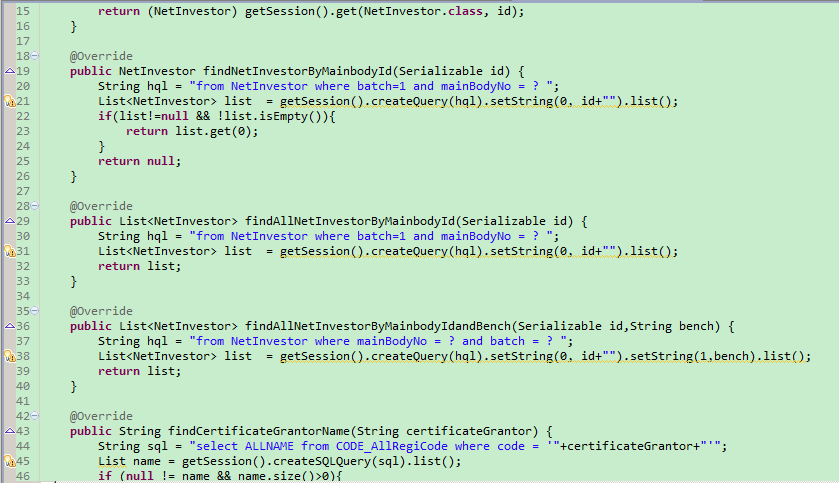 15 return (NetInvestor) getSession().get(NetInvestor.class, id);
16 }
17
18 @Override
19 public NetInvestor findNetInvestorByMainbodyId(Serializable id) {
20 String hql = "from NetInvestor where batch=1 and mainBodyNo = ? ";
21 List<NetInvestor> list  = getSession().createQuery(hql).setString(0, id+"").list();
22 if(list!=null && !list.isEmpty()){
23 return list.get(0);
24 }
25 return null;
26 }
27
28 @Override
29 public List<NetInvestor> findAllNetInvestorByMainbodyId(Serializable id) {
30 String hql = "from NetInvestor where batch=1 and mainBodyNo = ? ";
31 List<NetInvestor> list  = getSession().createQuery(hql).setString(0, id+"").list();
32 return list;
33 }
34
35 @Override
36 public List<NetInvestor> findAllNetInvestorByMainbodyIdandBench(Serializable id,String bench) {
37 String hql = "from NetInvestor where mainBodyNo = ? and batch = ? ";
38 List<NetInvestor> list  = getSession().createQuery(hql).setString(0, id+"").setString(1,bench).list();
39 return list;
40 }
41
42 @Override
43 public String findCertificateGrantorName(String certificateGrantor) {
44 String sql = "select ALLNAME from CODE_AllRegiCode where code = '"+certificateGrantor+"'";
45 List name = getSession().createSQLQuery(sql).list();
46 if (null != name && name.size()>0){